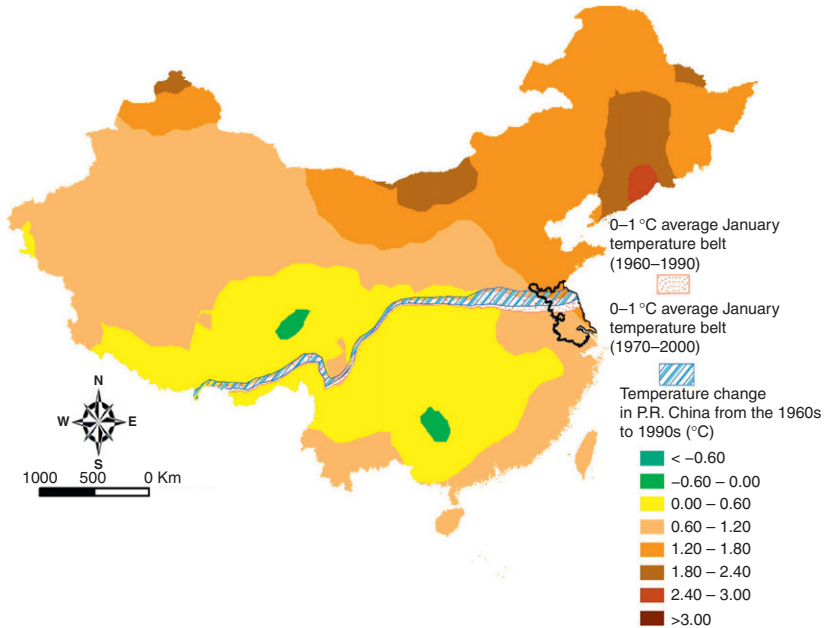 0–1 °C average January
temperature belt
(1960–1990)
0–1 °C average January
temperature belt
(1970–2000)
Temperature change
in P.R. China from the 1960s
to 1990s (°C)
< –0.60
–0.60 – 0.00
0.00 – 0.60
0.60 – 1.20
1.20 – 1.80
1.80 – 2.40
2.40 – 3.00
>3.00
N
W E
S
1000 500 0 Km